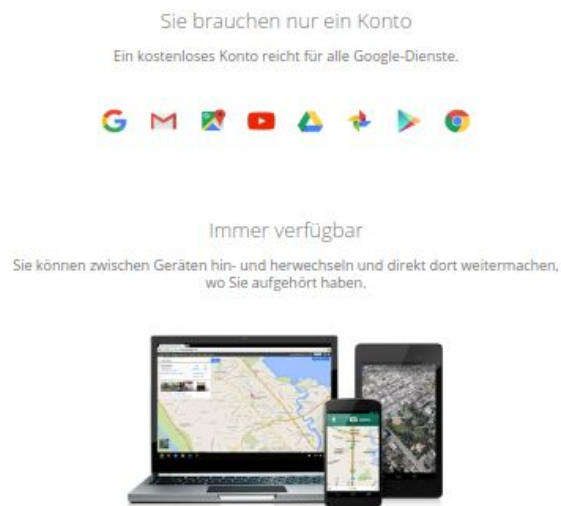 Sie brauchen nur ein Konto
Ein kostenloses Konto reicht für alle Google-Dienste.
Immer verfügbar
Sie können zwischen Geräten hin- und herwechseln und direkt dort weitermachen,
wo Sie aufgehört haben.